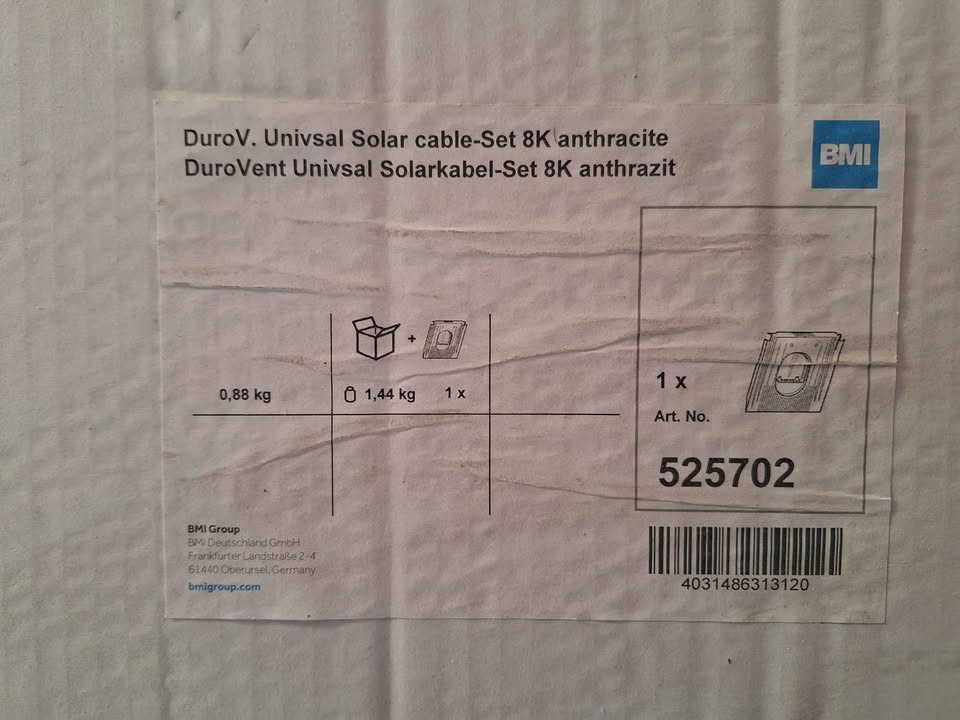 DuroV. Univsal Solar cable-Set 8K anthracite
DuroVent Univsal Solarkabel-Set 8K anthrazit
BMI
+
0,88 kg
1,44 kg
1 x
1 x
Art. No.
525702
BMI Group
BMI Deutschland GmbH
Frankfurter Landstraße 2-4
61440 Oberursel, Germany
bmigroup.com
4031486313120